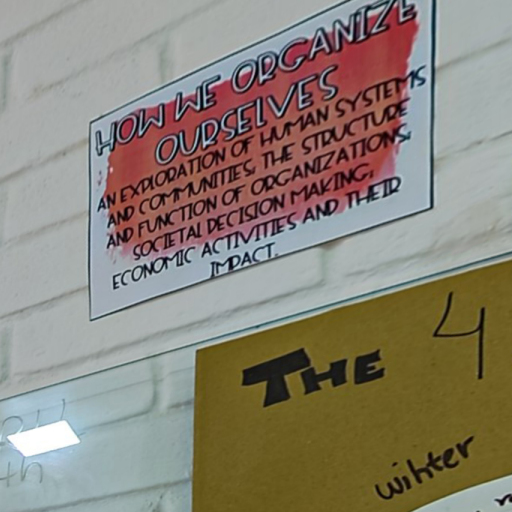 HOW WE ORGANIZE
OURSELVES
AN EXPLORATION OF HUMAN SYSTEMS
AND COMMUNITIES; THE STRUCTURE
AND FUNCTION OF ORGANIZATIONS;
SOCIETAL DECISION MAKING;
ECONOMIC ACTIVITIES AND THEIR
IMPACT.
THE 4
winter